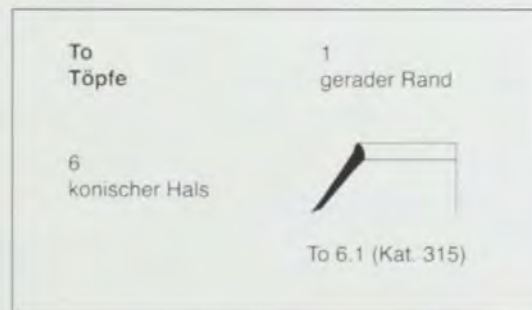 To
Töpfe
1
gerader Rand
6
konischer Hals
To 6.1 (Kat. 315)